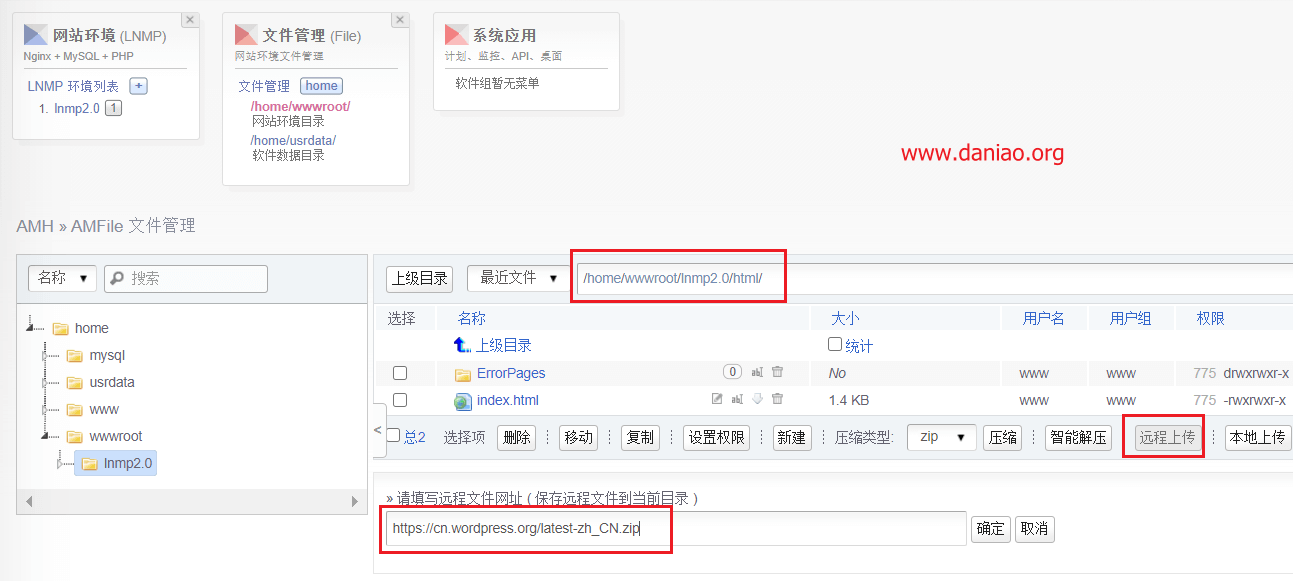 网站环境 (LNMP)
Nginx + MySQL + PHP
LNMP 环境列表 +
1. lnmp2.0 1
文件管理 (File)
网站环境文件管理
文件管理 home
/home/wwwroot/
网站环境目录
/home/usrdata/
软件数据目录
系统应用
计划、监控、API、桌面
软件组暂无菜单
www.daniao.org
AMH » AMFile 文件管理
名称 ▼ 搜索
home
mysql
usrdata
www
wwwroot
lnmp2.0
上级目录 最近文件 ▼ /home/wwwroot/lnmp2.0/html/
选择 名称 大小 用户名 用户组 权限
上级目录 统计
ErrorPages 0 ab No www www 775 drwxrwxr-x
index.html ab 1.4 KB www www 775 -rwxrwxr-x
< 总2 选择项 删除 移动 复制 设置权限 新建 压缩类型: zip ▼ 压缩 智能解压 远程上传 本地上传
» 请填写远程文件网址 ( 保存远程文件到当前目录 )
https://cn.wordpress.org/latest-zh_CN.zip 确定 取消